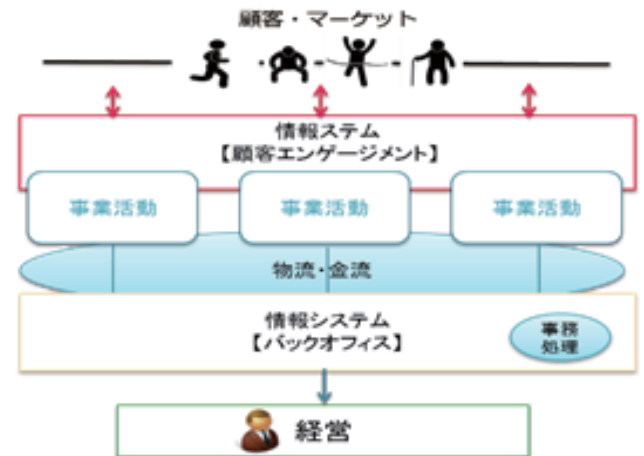 顧客・マーケット
情報ステム
【顧客エンゲージメント】
事業活動
事業活動
事業活動
物流・金流
情報システム
【バックオフィス】
事務
処理
経営